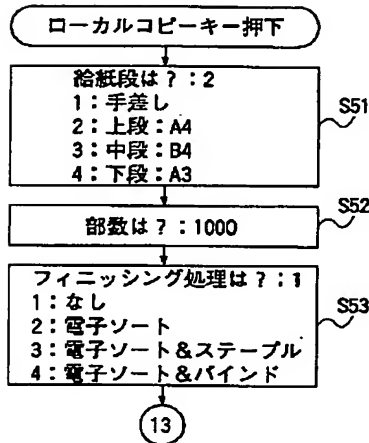 ローカルコピーキー押下
給紙段は?:2
1:手差し
2:上段:A4
3:中段:B4
4:下段:A3
S51
部数は?:1000
S52
フィニッシング処理は?:1
1:なし
2:電子ソート
3:電子ソート&ステープル
4:電子ソート&バインド
S53
13